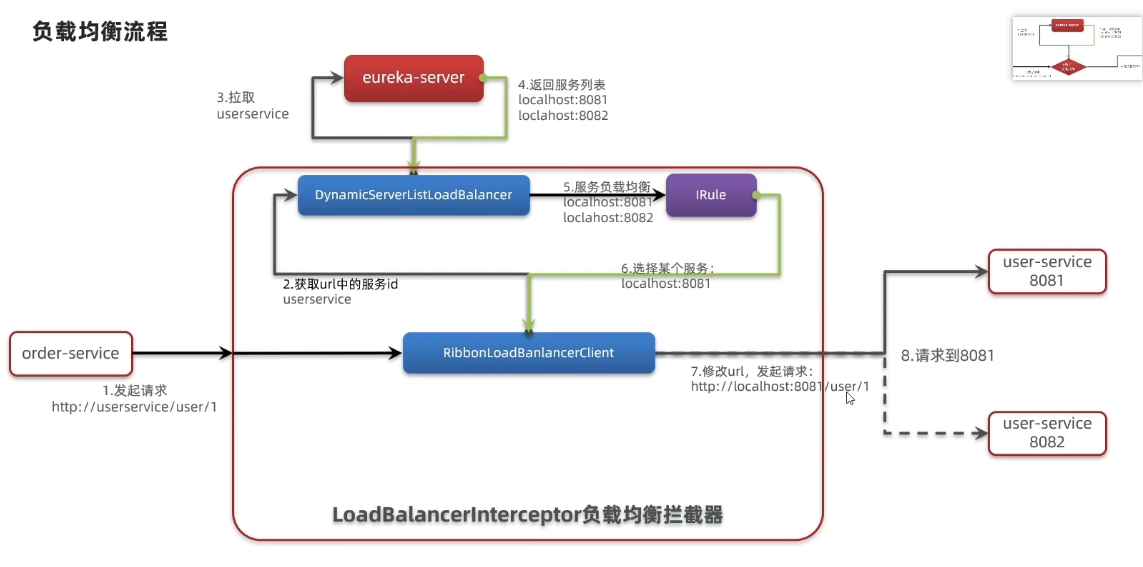 负载均衡流程
eureka-server
3.拉取
userservice
4.返回服务列表
localhost:8081
loclahost:8082
DynamicServerListLoadBalancer
5.服务负载均衡
localhost:8081
loclahost:8082
IRule
2.获取url中的服务id
userservice
6.选择某个服务:
localhost:8081
order-service
1.发起请求
http://userservice/user/1
RibbonLoadBanlancerClient
7.修改url，发起请求:
http://localhost:8081/user/1
user-service
8081
8.请求到8081
user-service
8082
LoadBalancerInterceptor负载均衡拦截器